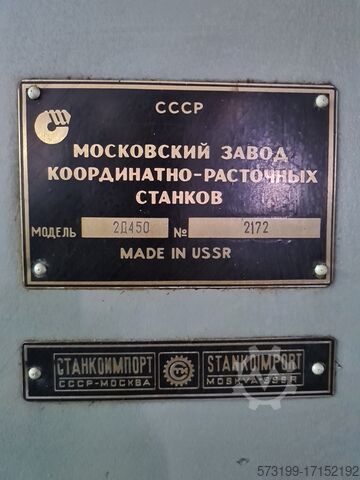 СССР
МОСКОВСКИЙ ЗАВОД
КООРДИНАТНО-РАСТОЧНЫХ
СТАНКОВ
МОДЕЛЬ 2Д450 № 2172
MADE IN USSR
СТАНКОИМПОРТ STANKOIMPORT
СССР-МОСКВА MOSKVA-USSR
573199-17152192